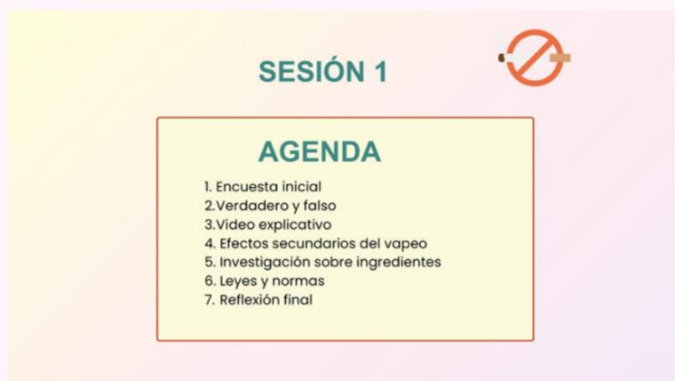 SESIÓN 1
AGENDA
1. Encuesta inicial
2.Verdadero y falso
3.Video explicativo
4. Efectos secundarios del vapeo
5. Investigación sobre ingredientes
6. Leyes y normas
7. Reflexión final